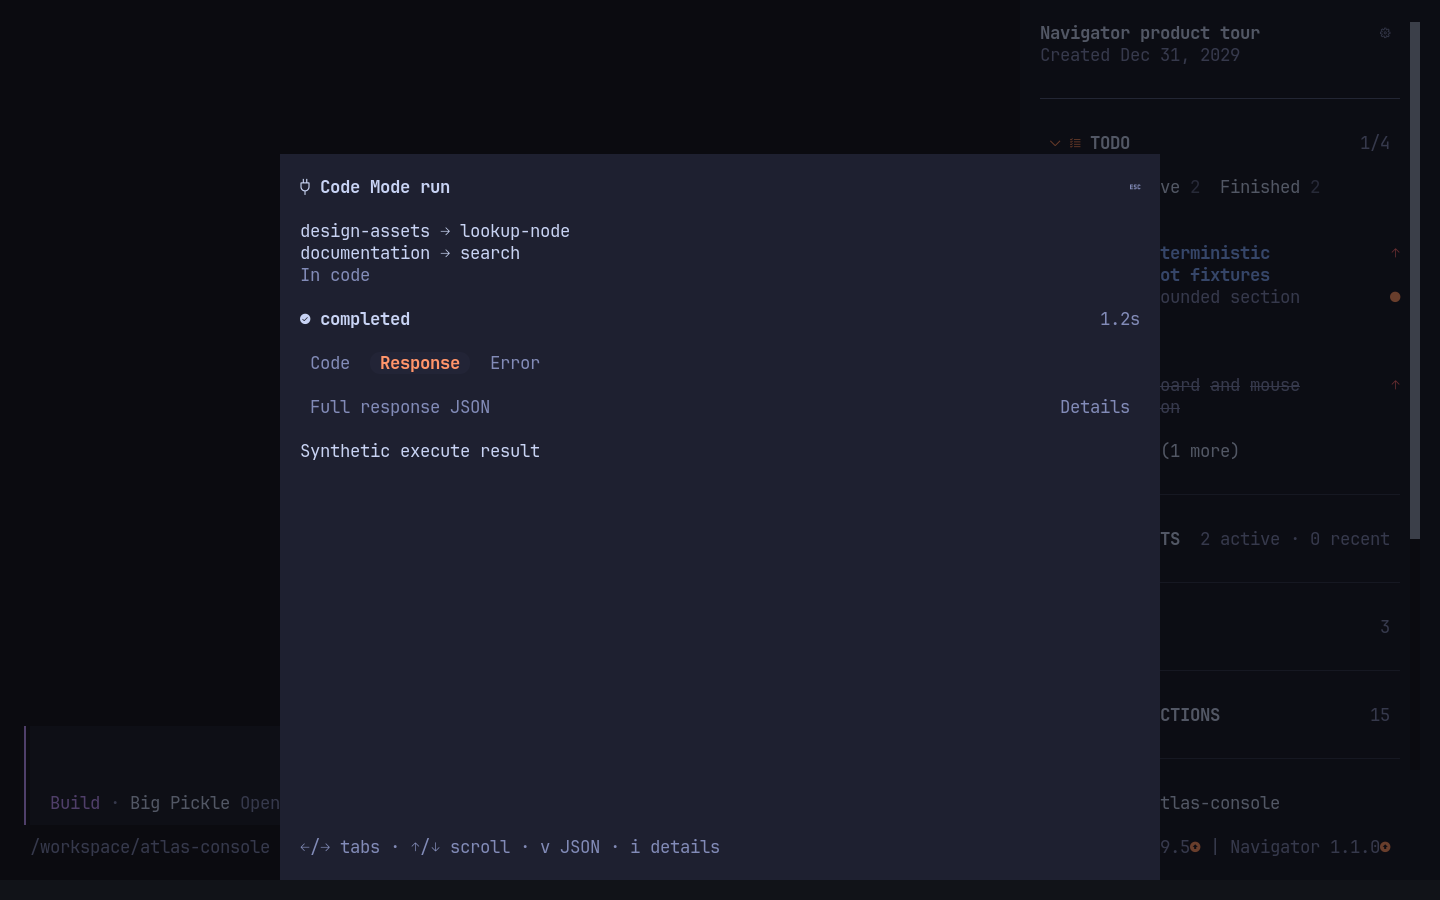 Navigator product tour
Created Dec 31, 2029
TODO 1/4
Code Mode run esc
ve 2 Finished 2
design-assets → lookup-node
documentation → search
terministic ↑
In code
ot fixtures
ounded section
completed 1.2s
Code Response Error
oard and mouse ↑
Full response JSON Details
on
Synthetic execute result
(1 more)
TS 2 active · 0 recent
3
CTIONS 15
Build · Big Pickle Open
tlas-console
/workspace/atlas-console
←/→ tabs · ↑/↓ scroll · v JSON · i details
9.5 | Navigator 1.1.0